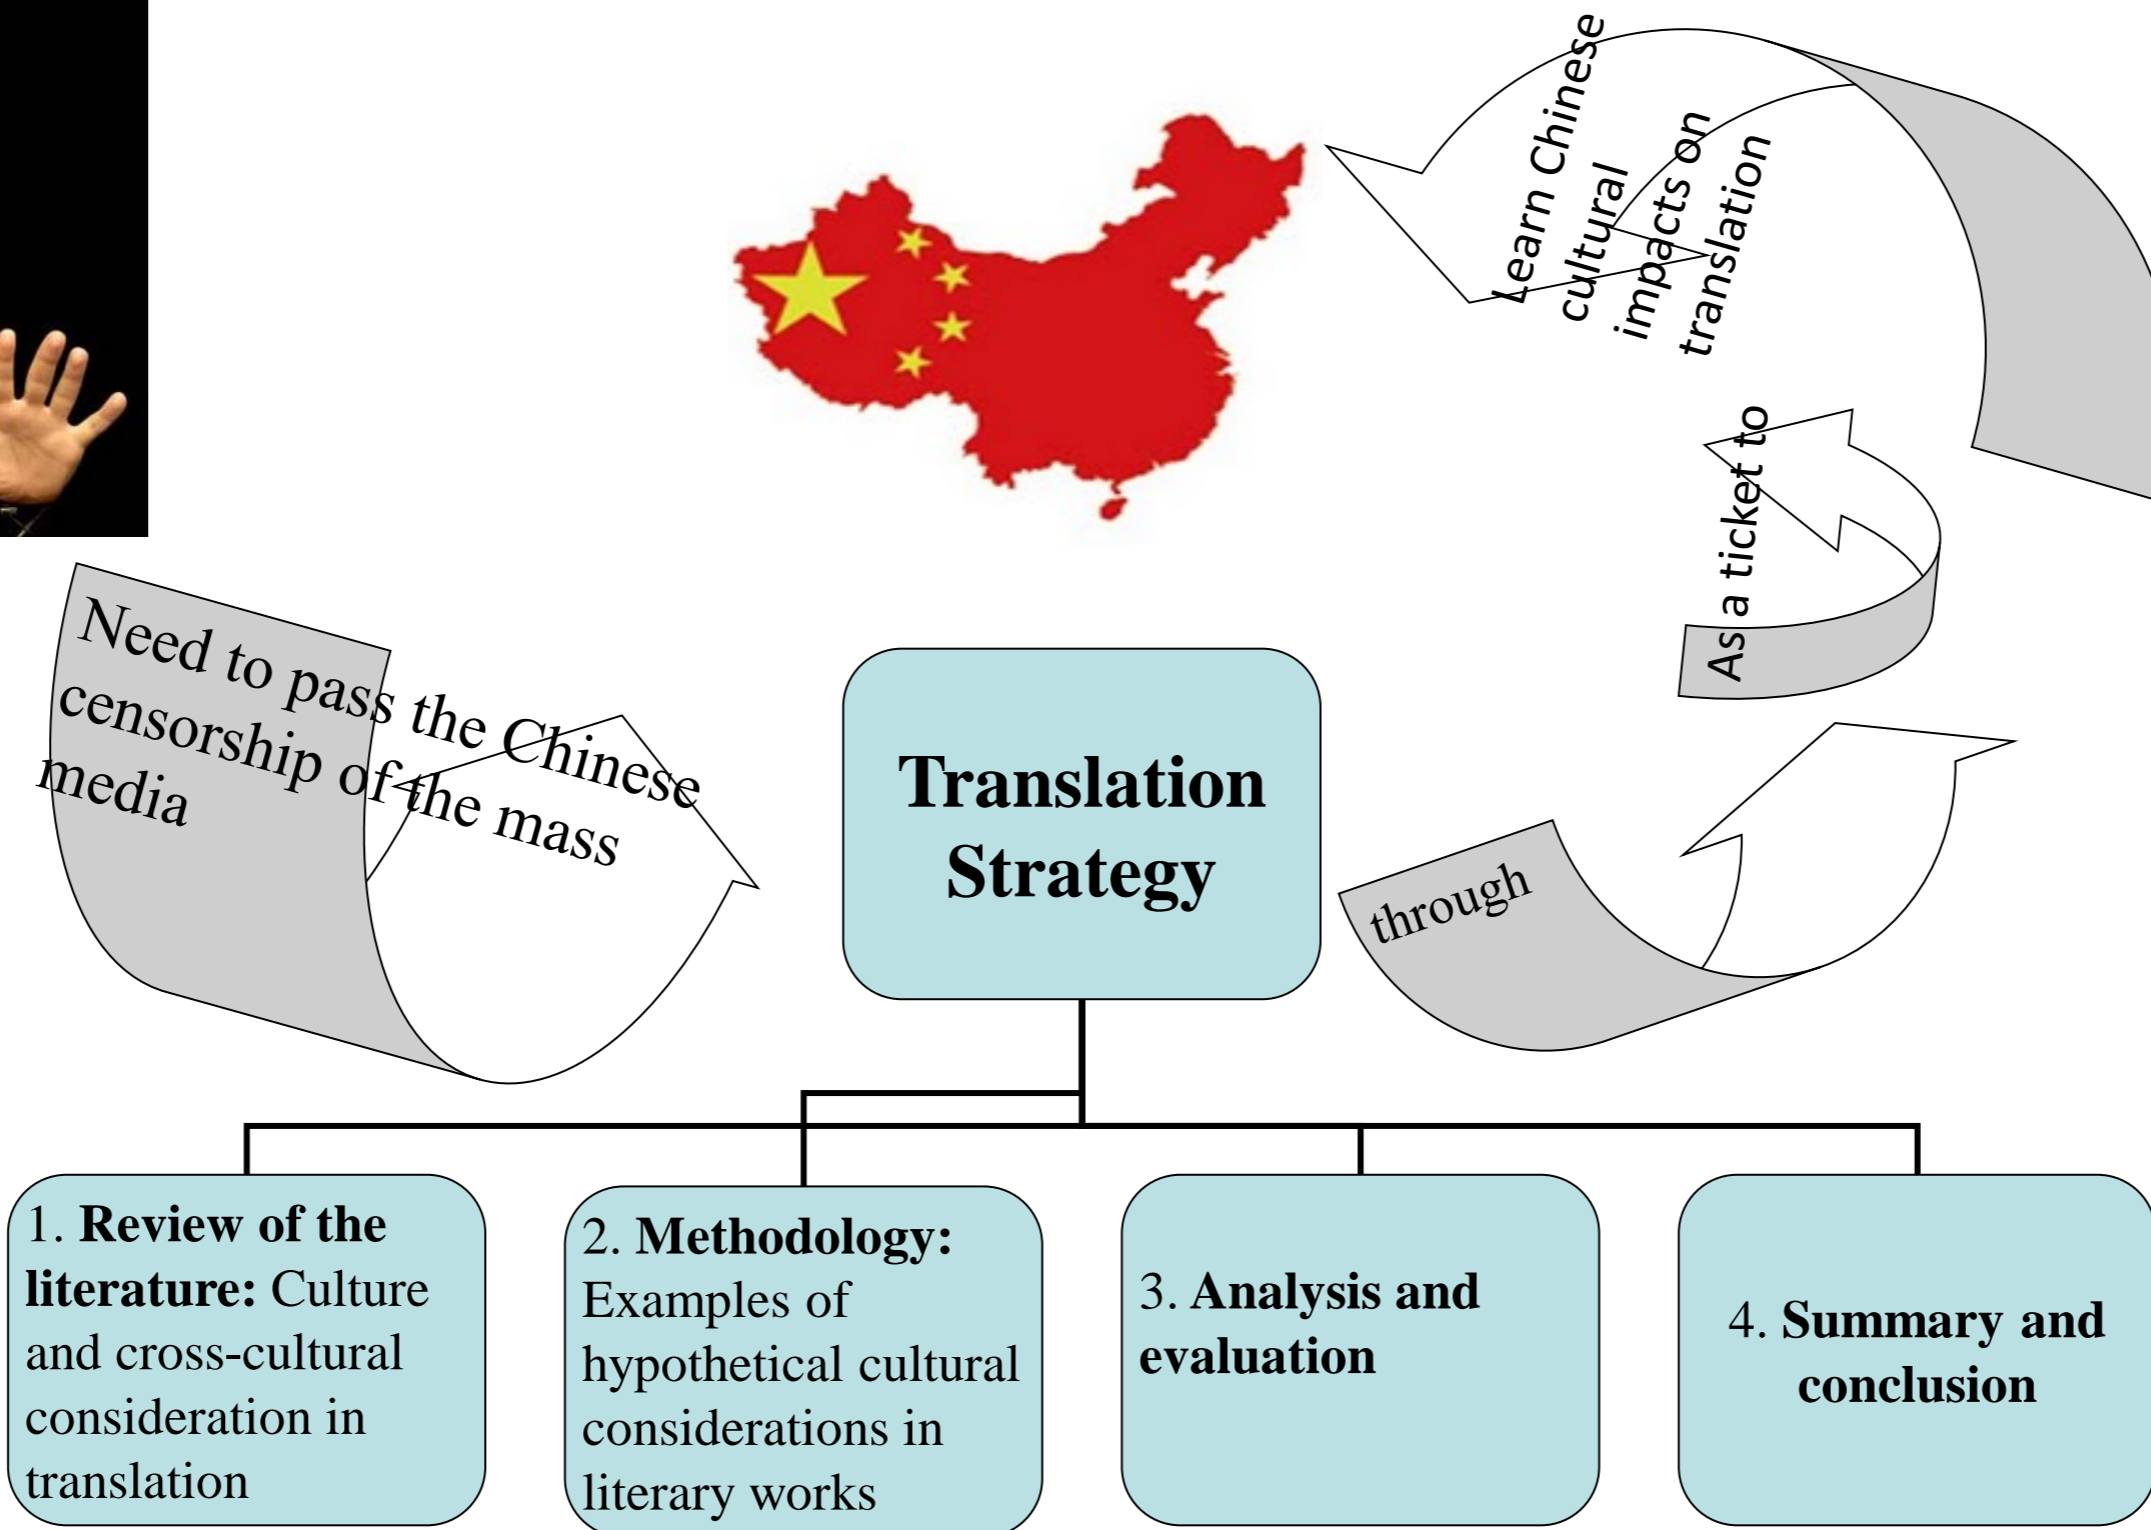 Learn Chinese
cultural
impacts on
translation
As a ticket to
Need to pass the Chinese
censorship of the mass
media
Translation
Strategy
through
1. Review of the
literature: Culture
and cross-cultural
consideration in
translation
2. Methodology:
Examples of
hypothetical cultural
considerations in
literary works
3. Analysis and
evaluation
4. Summary and
conclusion